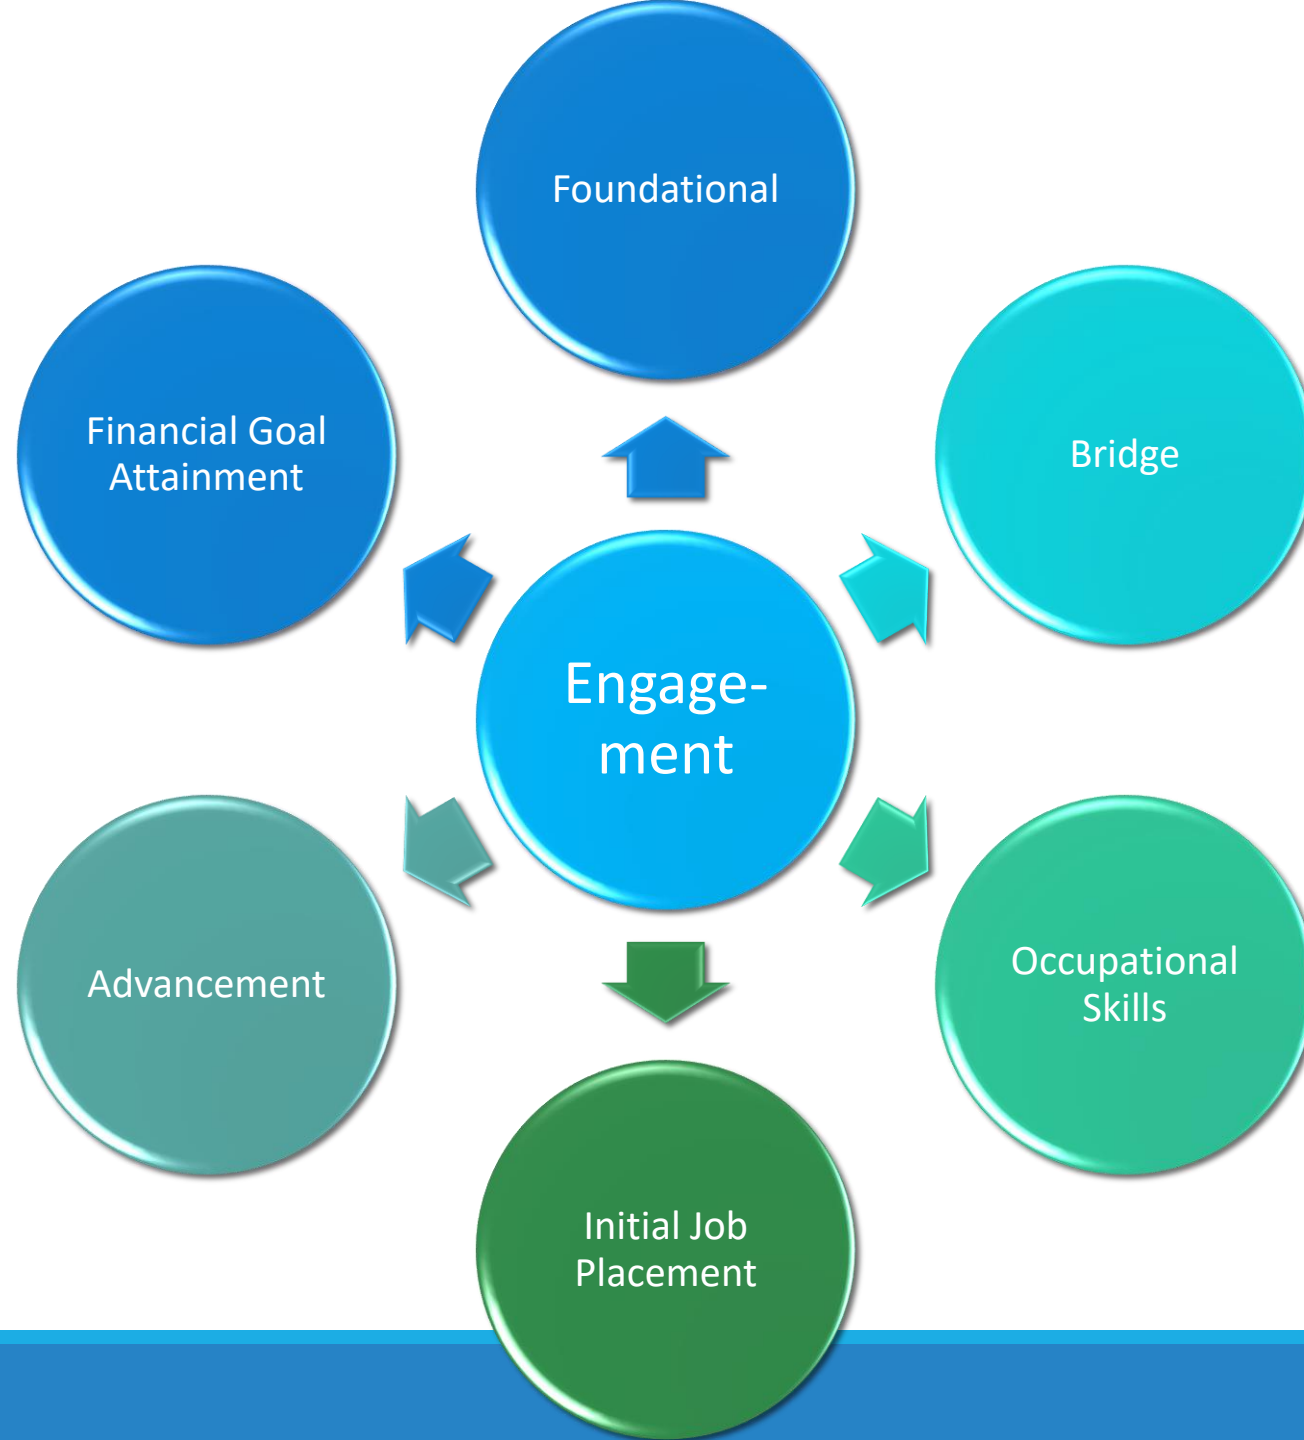 Foundational
Financial Goal
Attainment
Bridge
Engage-
ment
Advancement
Occupational
Skills
Initial Job
Placement